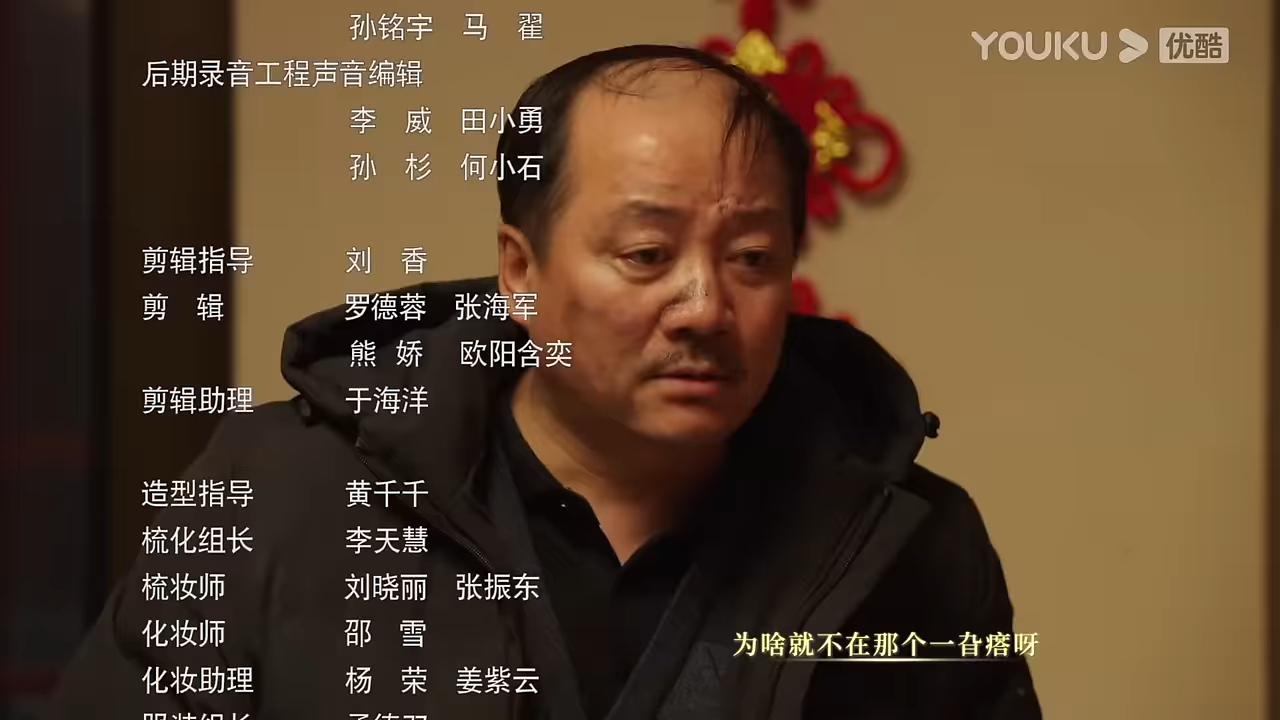 孙铭宇 马 翟
YOUKU 优酷
后期录音工程声音编辑
李 威 田小勇
孙 杉 何小石
剪辑指导 刘 香
剪 辑 罗德蓉 张海军
熊 娇 欧阳含奕
剪辑助理 于海洋
造型指导 黄千千
梳化组长 李天慧
梳妆师 刘晓丽 张振东
化妆师 邵 雪
为啥就不在那个一旮瘩呀
化妆助理 杨 荣 姜紫云